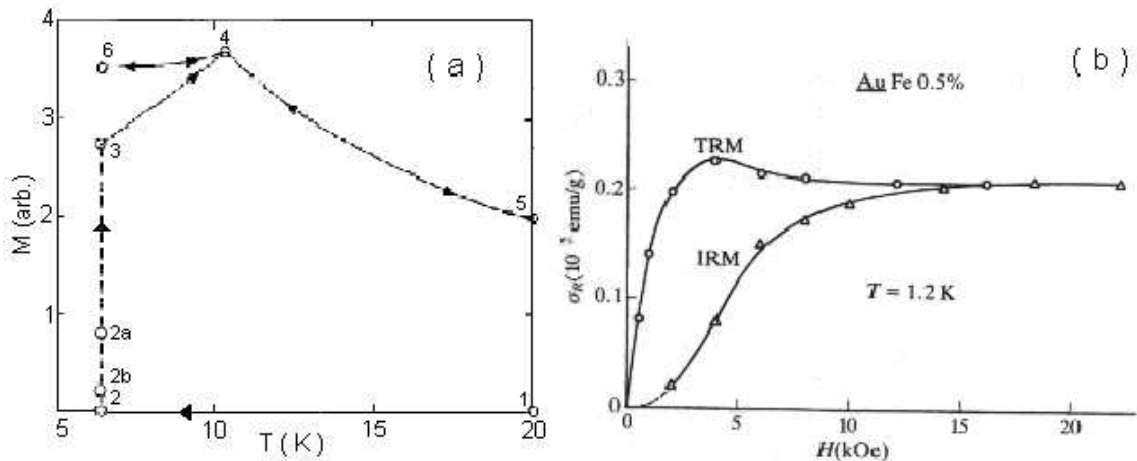 4
3
2
1
M (arb.)
5
10
15
20
T (K)
6
4
3
5
2a
2b
2
1
( a )
0.3
0.2
0.1
0
σR(10⁻⁵ emu/g)
0
5
10
15
20
H(kOe)
Au Fe 0.5%
TRM
IRM
T = 1.2 K
( b )